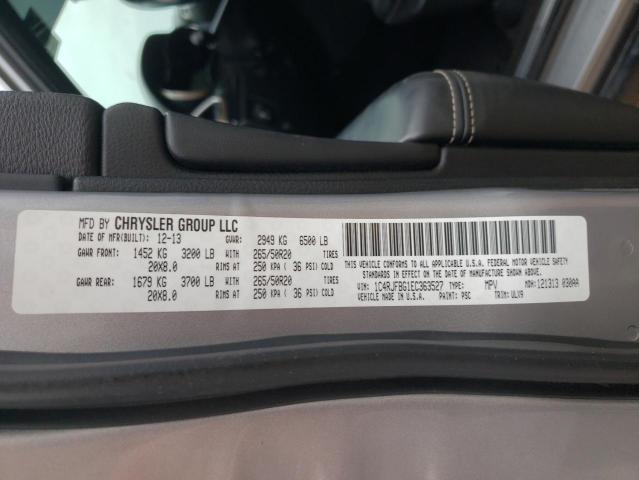 MFD BY CHRYSLER GROUP LLC
DATE OF MFR(BUILT): 12-13 GVWR: 2949 KG 6500 LB
GAWR FRONT: 1452 KG 3200 LB WITH 265/50R20 TIRES
20X8.0 RIMS AT 250 KPA ( 36 PSI) COLD
GAWR REAR: 1679 KG 3700 LB WITH 265/50R20 TIRES
20X8.0 RIMS AT 250 KPA ( 36 PSI) COLD
THIS VEHICLE CONFORMS TO ALL APPLICABLE U.S.A. FEDERAL MOTOR VEHICLE SAFETY
STANDARDS IN EFFECT ON THE DATE OF MANUFACTURE SHOWN ABOVE.
VIN: 1C4RJFBG1EC363527 TYPE: MPV MDH: 121313 030AA
VEHICLE MADE IN U.S.A. PAINT: PSC TRIM: ULX9